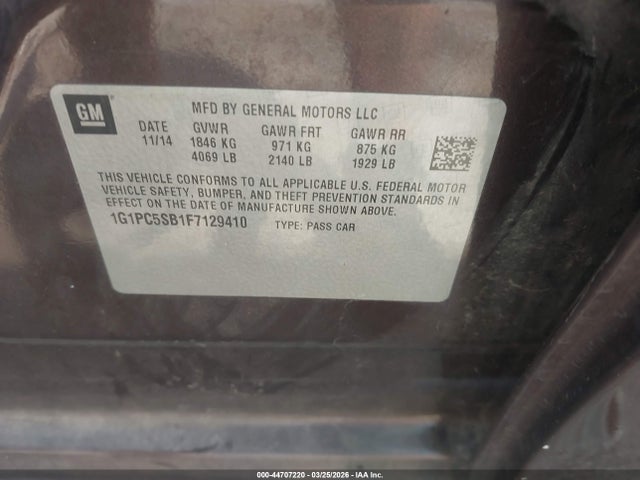 GM
MFD BY GENERAL MOTORS LLC
DATE GVWR GAWR FRT GAWR RR
11/14 1846 KG 971 KG 875 KG
4069 LB 2140 LB 1929 LB
THIS VEHICLE CONFORMS TO ALL APPLICABLE U.S. FEDERAL MOTOR
VEHICLE SAFETY, BUMPER, AND THEFT PREVENTION STANDARDS
IN EFFECT ON THE DATE OF MANUFACTURE SHOWN ABOVE.
1G1PC5SB1F7129410 TYPE: PASS CAR
000-44707220 | 03/25/2026 | IAA Inc.